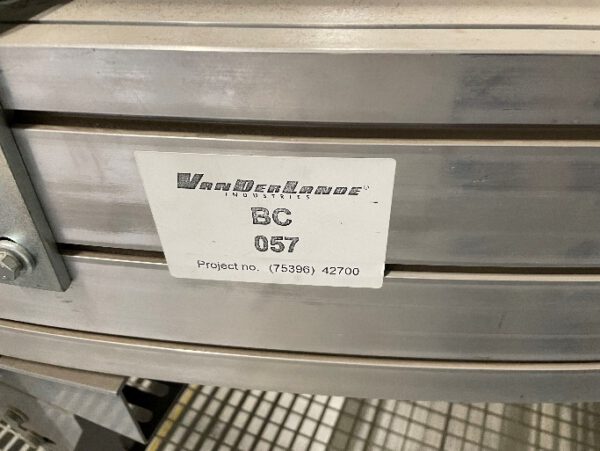 VANDERLANDE®
INDUSTRIES
BC
057
Project no. (75396) 42700